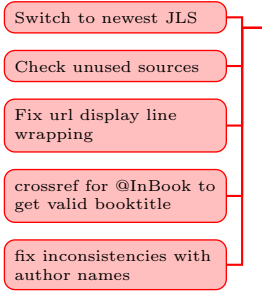 Switch to newest JLS
Check unused sources
Fix url display line
wrapping
crossref for @InBook to
get valid booktitle
fix inconsistencies with
author names